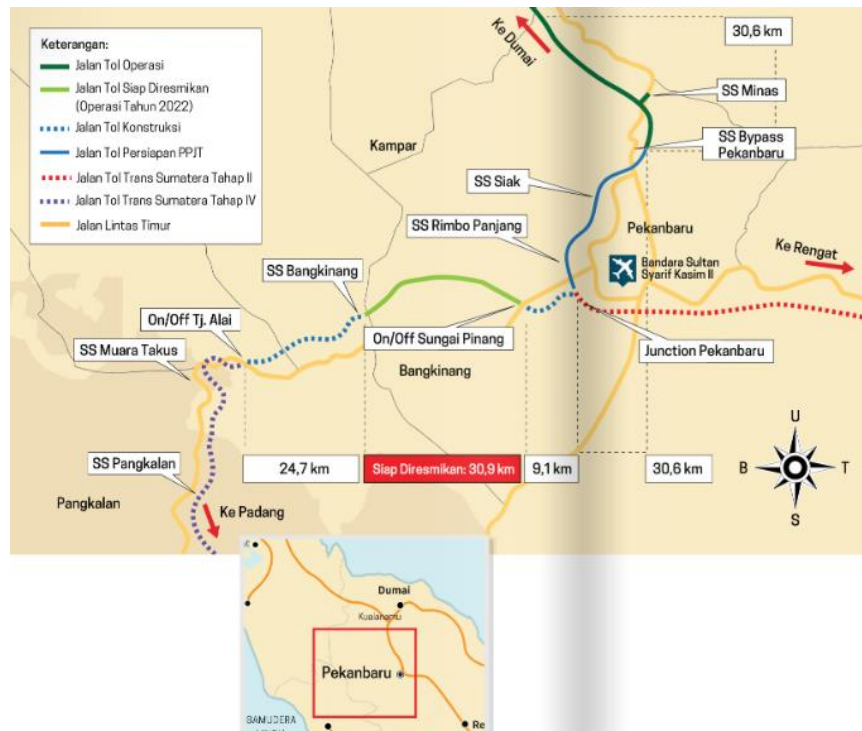 Keterangan:
Jalan Tol Operasi
Jalan Tol Siap Diresmikan
(Operasi Tahun 2022)
Jalan Tol Konstruksi
Jalan Tol Persiapan PPJT
Jalan Tol Trans Sumatera Tahap II
Jalan Tol Trans Sumatera Tahap IV
Jalan Lintas Timur
Ke Dumai
30,6 km
SS Minas
SS Bypass
Pekanbaru
Kampar
SS Siak
SS Rimbo Panjang
Pekanbaru
Bandara Sultan
Syarif Kasim II
Ke Rengat
SS Bangkinang
On/Off Tj. Alai
SS Muara Takus
On/Off Sungai Pinang
Junction Pekanbaru
Bangkinang
SS Pangkalan
Pangkalan
Ke Padang
24,7 km
Siap Diresmikan: 30,9 km
9,1 km
30,6 km
U
B
T
S
Dumai
Kualanamu
Pekanbaru
Re
SAMUDERA